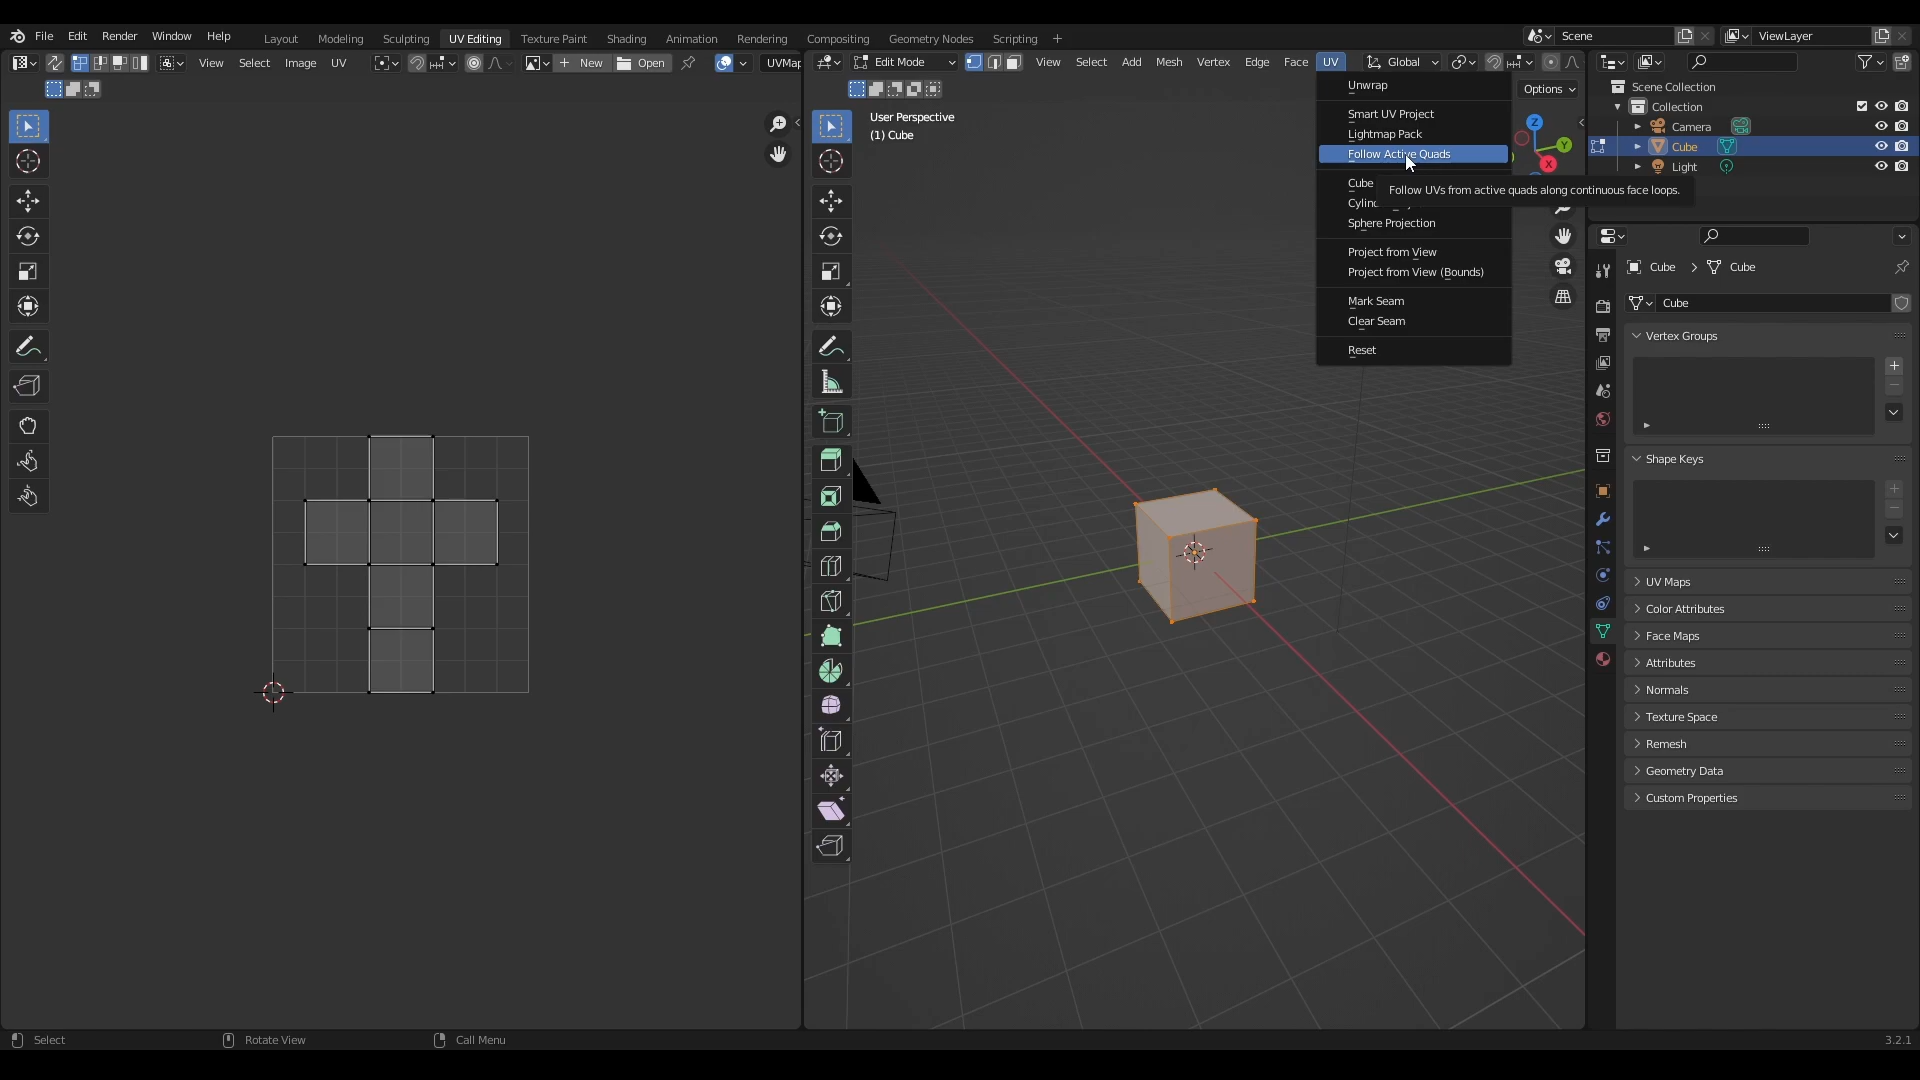 File Edit Render Window Help Layout Modeling Sculpting UV Editing Texture Paint Shading Animation Rendering Compositing Geometry Nodes Scripting Scene ViewLayer
View Select Image UV New Open UVMap
Edit Mode View Select Add Mesh Vertex Edge Face UV Global
Options
User Perspective
(1) Cube
Unwrap
Smart UV Project
Lightmap Pack
Follow Active Quads
Cube
Follow UVs from active quads along continuous face loops.
Sphere Projection
Project from View
Project from View (Bounds)
Mark Seam
Clear Seam
Reset
Z
Y
X
Scene Collection
Collection
Camera
Cube
Light
Cube Cube
Cube
Vertex Groups
Shape Keys
UV Maps
Color Attributes
Face Maps
Attributes
Normals
Texture Space
Remesh
Geometry Data
Custom Properties
Select Rotate View Call Menu 3.2.1